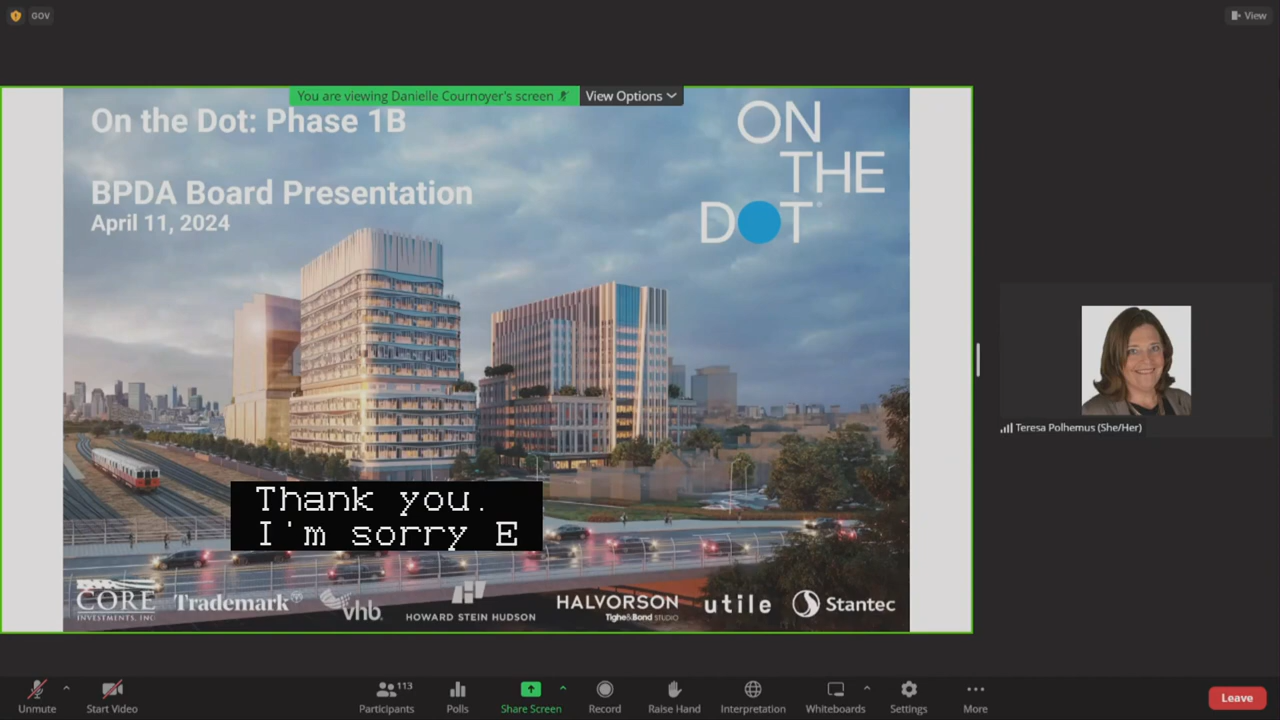 GOV
View
You are viewing Danielle Cournoyer's screen
View Options
On the Dot: Phase 1B
BPDA Board Presentation
April 11, 2024
ON
THE
DOT
Teresa Polhemus (She/Her)
Thank you.
I'm sorry E
CORE
INVESTMENTS, INC
Trademark
vhb
HOWARD STEIN HUDSON
HALVORSON
Tighe&Bond STUDIO
utile
Stantec
Unmute
Start Video
113
Participants
Polls
Share Screen
Record
Raise Hand
Interpretation
Whiteboards
Settings
More
Leave